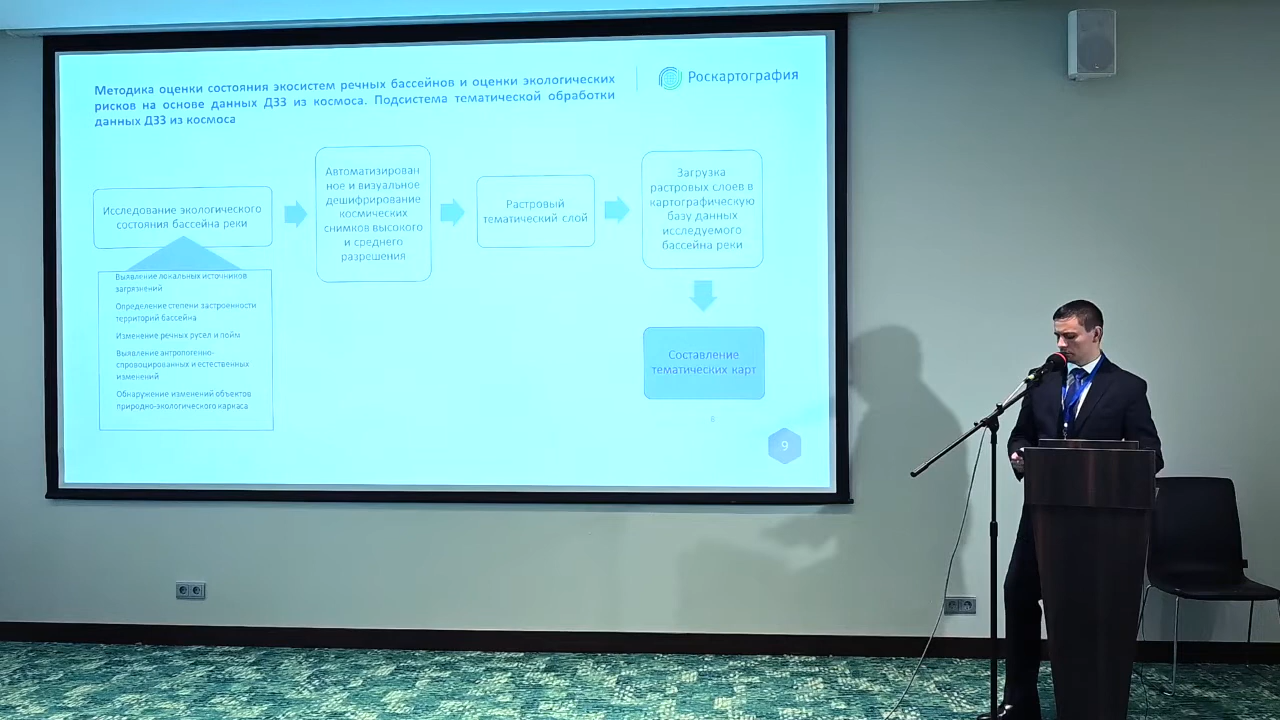 Методика оценки состояния экосистем речных бассейнов и оценки экологических
рисков на основе данных ДЗЗ из космоса. Подсистема тематической обработки
данных ДЗЗ из космоса
Роскартография
Исследование экологического
состояния бассейна реки
Выявление локальных источников
загрязнений
Определение степени застроенности
территорий бассейна
Изменение речных русел и пойм
Выявление антропогенно-
спровоцированных и естественных
изменений
Обнаружение изменений объектов
природно-экологического каркаса
Автоматизирован
ное и визуальное
дешифрирование
космических
снимков высокого
и среднего
разрешения
Растровый
тематический слой
Загрузка
растровых слоев в
картографическую
базу данных
исследуемого
бассейна реки
Составление
тематических карт
9